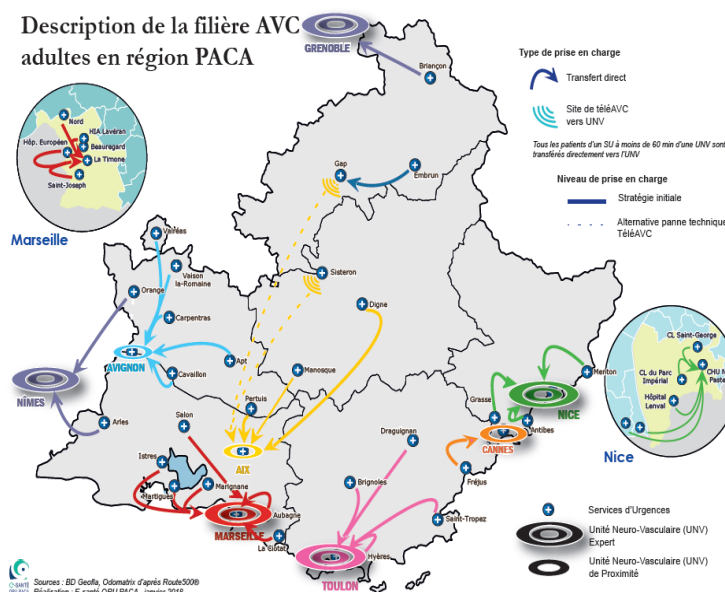 Description de la filière AVC
adultes en région PACA
GRENOBLE
Briançon
Type de prise en charge
Transfert direct
Site de téléAVC
vers UNV
Tous les patients d'un SU à moins de 60 min d'une UNV sont
transférés directement vers l'UNV
Niveau de prise en charge
Stratégie initiale
Alternative panne technique
TéléAVC
Nord
HIA Lavéran
Hôp. Européen
Beauregard
La Timone
Saint-Joseph
Marseille
Gap
Embrun
Valréas
Vaison
la-Romaine
Orange
Carpentras
Sisteron
Digne
AVIGNON
Apt
Cavaillon
Manosque
NÎMES
Pertuis
Arles
Salon
Menton
Grasse
NICE
Antibes
CANNES
CL Saint-George
CL du Parc
Impérial
CHU N
Paste
Hôpital
Lenval
Nice
Draguignan
Istres
AIX
Martigues
Marignane
Aubagne
MARSEILLE
La Ciotat
Brignoles
Fréjus
Saint-Tropez
Hyères
TOULON
Services d'Urgences
Unité Neuro-Vasculaire (UNV)
Expert
Unité Neuro-Vasculaire (UNV)
de Proximité
Sources : BD Geofla, Odomatrix d'après Route500®